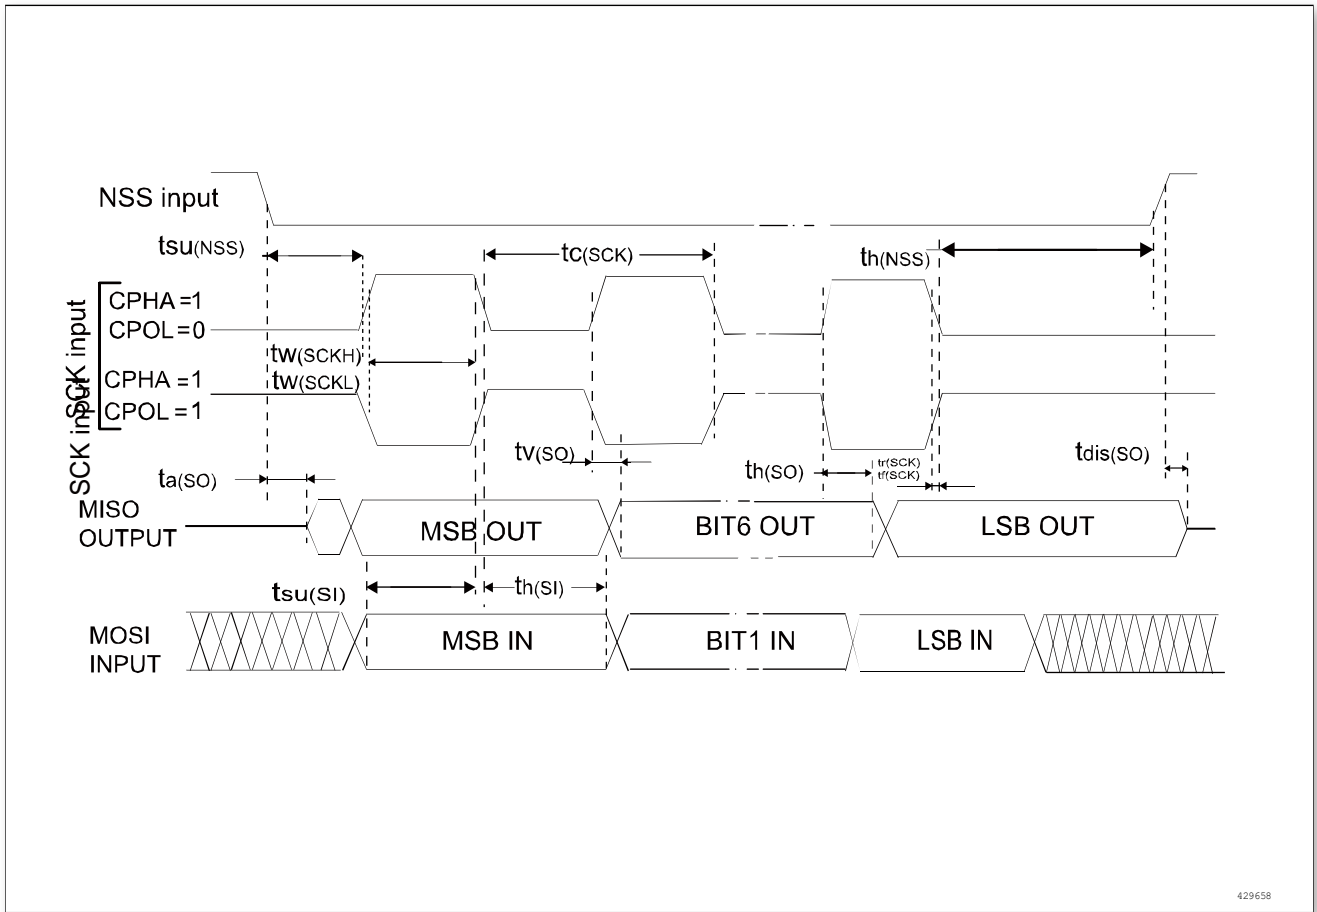 NSS input
tsu(NSS)
tc(SCK)
th(NSS)
SCK input
CPHA =1
CPOL=0
tw(SCKH)
tw(SCKL)
SCK input
CPHA =1
CPOL =1
tv(SO)
th(SO)
tr(SCK)
tf(SCK)
tdis(SO)
ta(SO)
MISO
OUTPUT
MSB OUT
BIT6 OUT
LSB OUT
tsu(SI)
th(SI)
MOSI
INPUT
MSB IN
BIT1 IN
LSB IN
429658